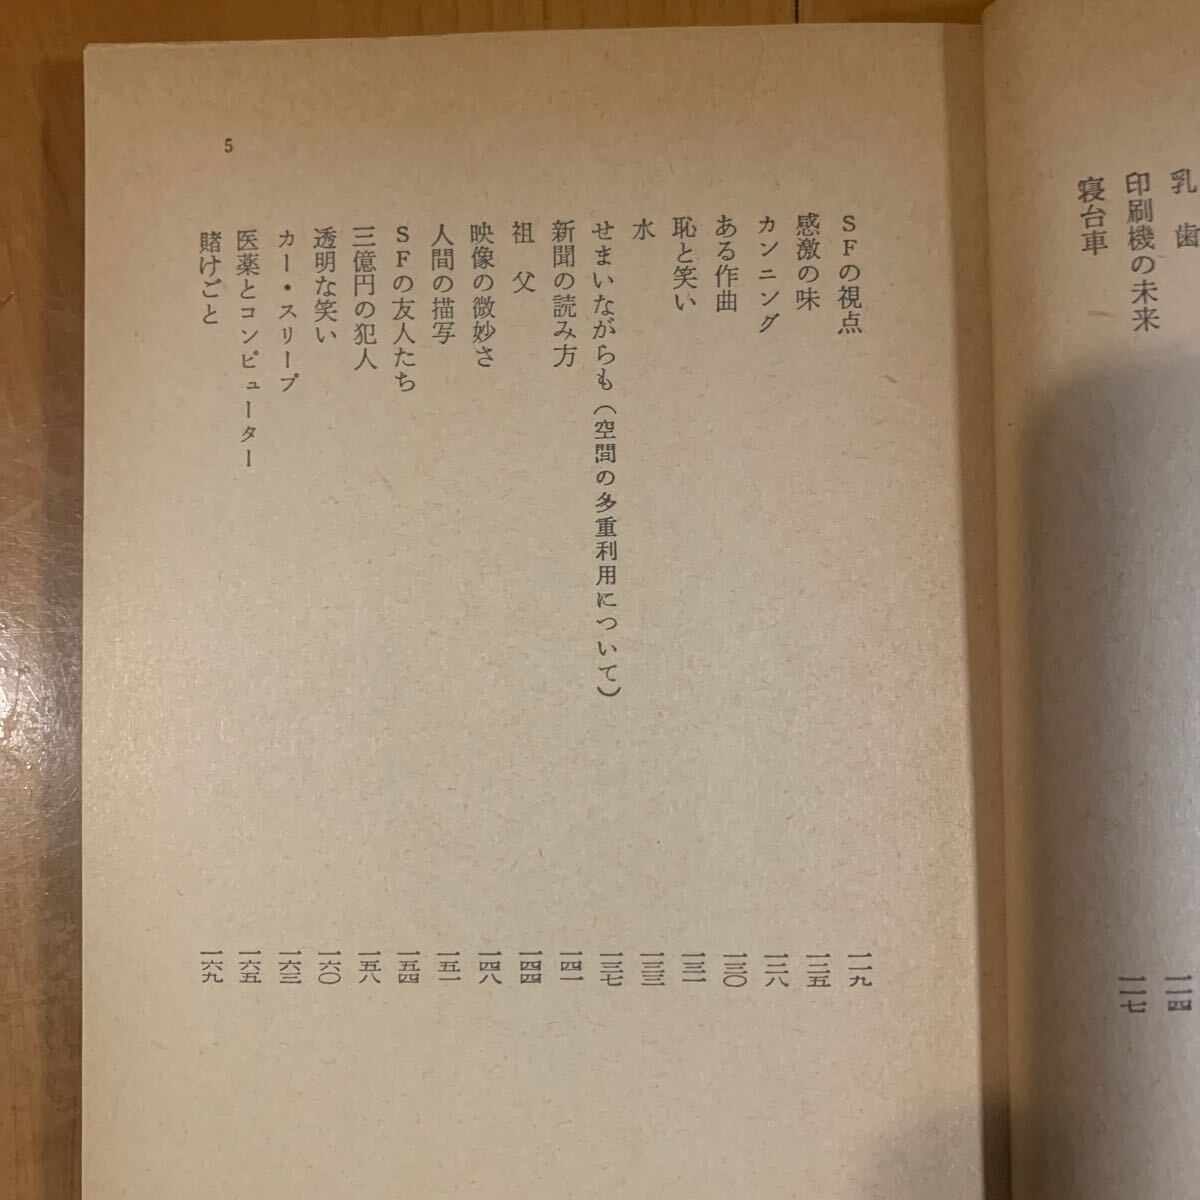 乳歯
印刷機の未来 一一四
寝台車 一一七
SFの視点 一一九
感激の味 一二五
カンニング 一二八
ある作曲 一三〇
恥と笑い 一三一
水 一三三
せまいながらも(空間の多重利用について) 一三七
新聞の読み方 一四一
祖父 一四四
映像の微妙さ 一四八
人間の描写 一五一
SFの友人たち 一五四
三億円の犯人 一五八
透明な笑い 一六〇
カー・スリープ 一六三
医薬とコンピューター 一六五
賭けごと 一六九
5